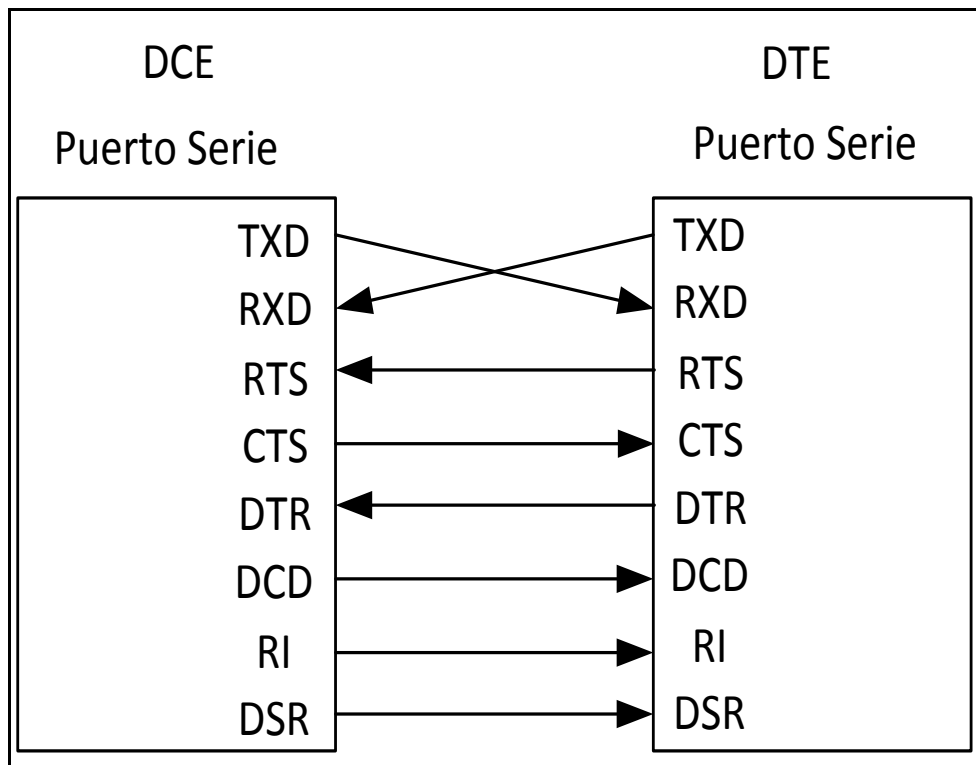 DCE
Puerto Serie
TXD
RXD
RTS
CTS
DTR
DCD
RI
DSR
DTE
Puerto Serie
TXD
RXD
RTS
CTS
DTR
DCD
RI
DSR